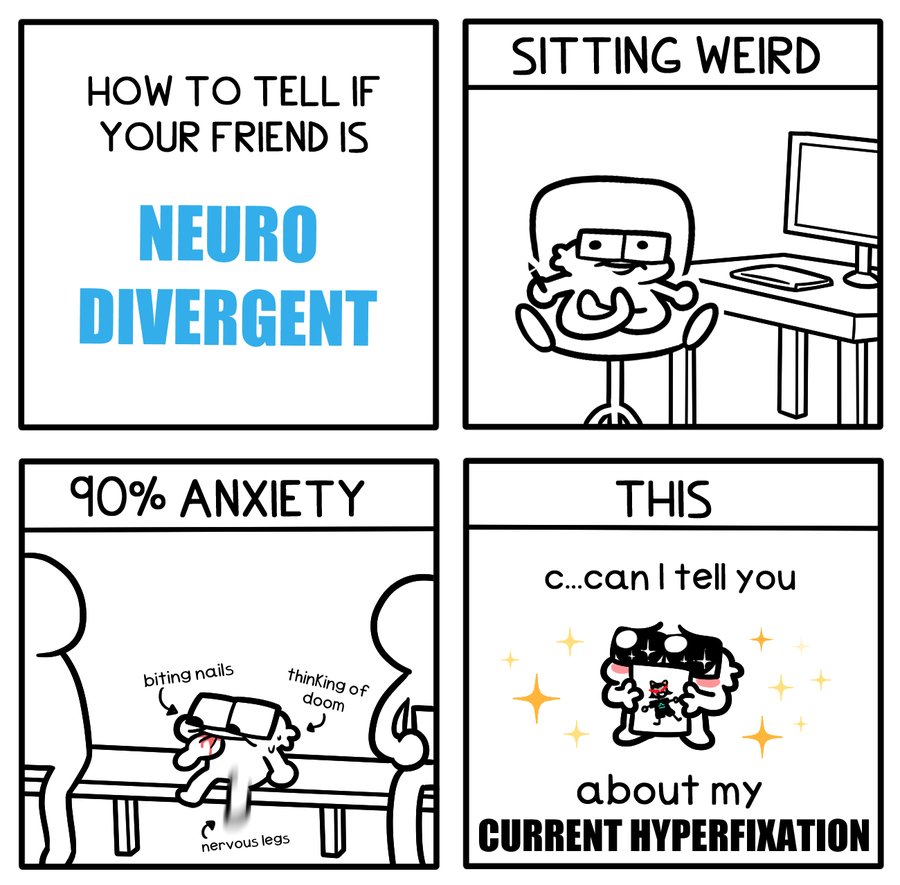 HOW TO TELL IF
YOUR FRIEND IS
NEURO
DIVERGENT
SITTING WEIRD
90% ANXIETY
biting nails
thinking of
doom
nervous legs
THIS
c...can I tell you
about my
CURRENT HYPERFIXATION